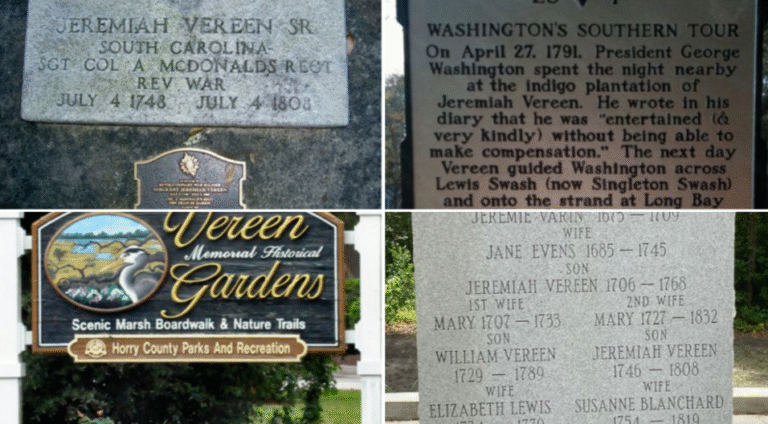 JEREMIAH VEREEN SR
SOUTH CAROLINA
SGT COL A MCDONALDS REGT
REV WAR
JULY 4 1748 JULY 4 1808
WASHINGTON'S SOUTHERN TOUR
On April 27, 1791, President George
Washington spent the night nearby
at the indigo plantation of
Jeremiah Vereen. He wrote in his
diary that he was "entertained (&
very kindly) without being able to
make compensation." The next day
Vereen guided Washington across
Lewis Swash (now Singleton Swash)
and onto the strand at Long Bay
Vereen
Memorial Historical
Gardens
Scenic Marsh Boardwalk & Nature Trails
Horry County Parks And Recreation
JEREMIE VARIN 1675 — 1709
WIFE
JANE EVENS 1685 — 1745
SON
JEREMIAH VEREEN 1706 — 1768
1ST WIFE 2ND WIFE
MARY 1707 — 1733 MARY 1727 — 1832
SON SON
WILLIAM VEREEN JEREMIAH VEREEN
1729 — 1789 1746 — 1808
WIFE WIFE
ELIZABETH LEWIS SUSANNE BLANCHARD
1754 — 1819